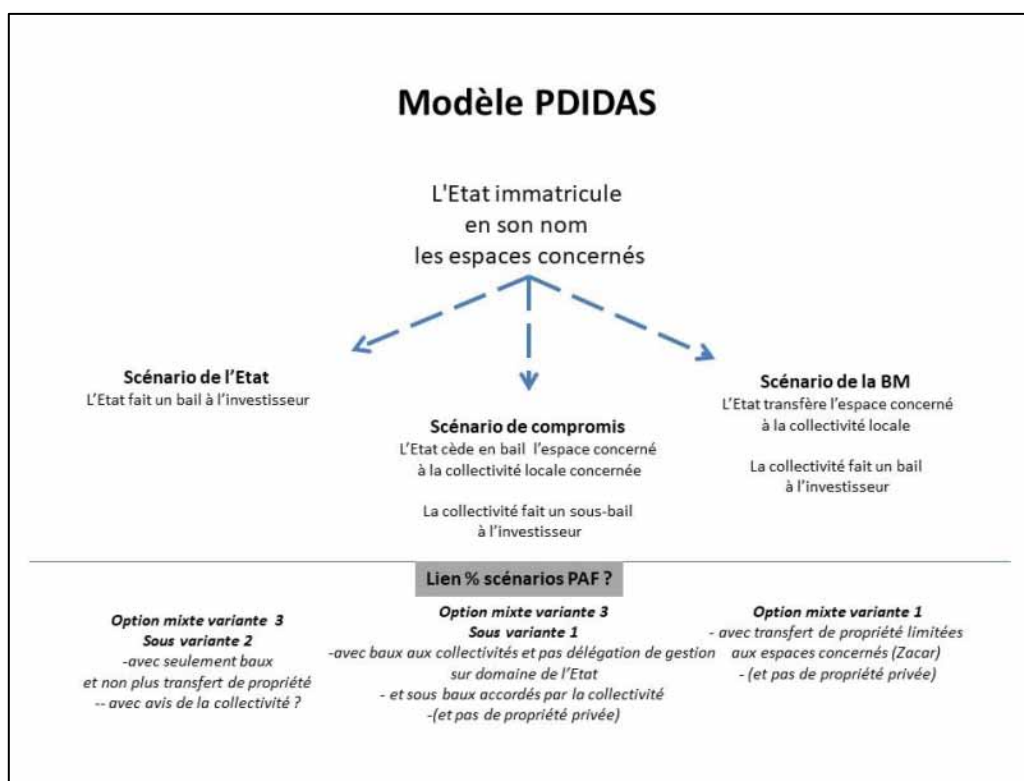 Modèle PDIDAS
L'Etat immatricule
en son nom
les espaces concernés
Scénario de l'Etat
L'Etat fait un bail à l'investisseur
Scénario de compromis
L'Etat cède en bail l'espace concerné
à la collectivité locale concernée
La collectivité fait un sous-bail
à l'investisseur
Scénario de la BM
L'Etat transfère l'espace concerné
à la collectivité locale
La collectivité fait un bail
à l'investisseur
Lien % scénarios PAF ?
Option mixte variante 3
Sous variante 2
-avec seulement baux
et non plus transfert de propriété
-- avec avis de la collectivité ?
Option mixte variante 3
Sous variante 1
-avec baux aux collectivités et pas délégation de gestion
sur domaine de l'Etat
- et sous baux accordés par la collectivité
-(et pas de propriété privée)
Option mixte variante 1
- avec transfert de propriété limitées
aux espaces concernés (Zacar)
- (et pas de propriété privée)